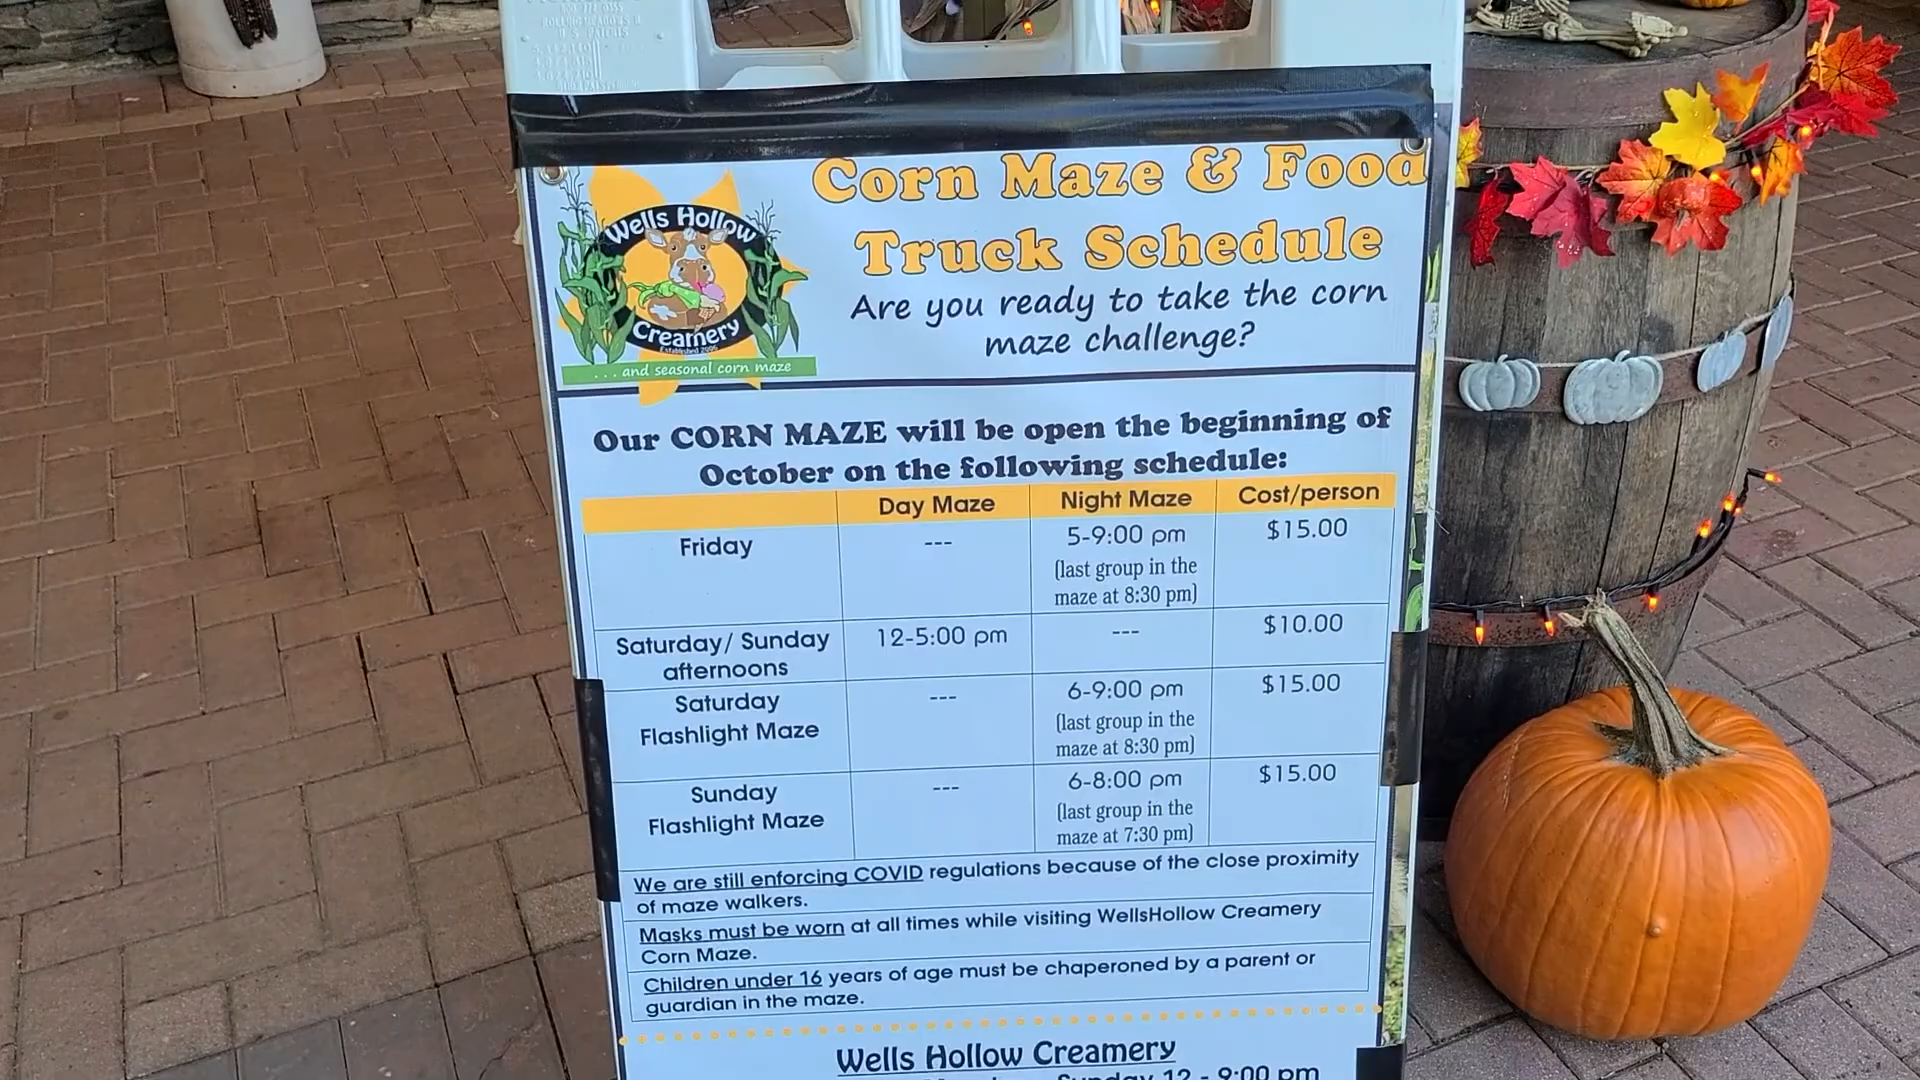 Wells Hollow
Creamery
... and seasonal corn maze
Corn Maze & Food
Truck Schedule
Are you ready to take the corn
maze challenge?
Our CORN MAZE will be open the beginning of
October on the following schedule:
Day Maze Night Maze Cost/person
Friday --- 5-9:00 pm $15.00
(last group in the
maze at 8:30 pm)
Saturday/ Sunday 12-5:00 pm --- $10.00
afternoons
Saturday --- 6-9:00 pm $15.00
Flashlight Maze (last group in the
maze at 8:30 pm)
Sunday --- 6-8:00 pm $15.00
Flashlight Maze (last group in the
maze at 7:30 pm)
We are still enforcing COVID regulations because of the close proximity
of maze walkers.
Masks must be worn at all times while visiting WellsHollow Creamery
Corn Maze.
Children under 16 years of age must be chaperoned by a parent or
guardian in the maze.
Wells Hollow Creamery
Sunday 12 - 9:00 pm